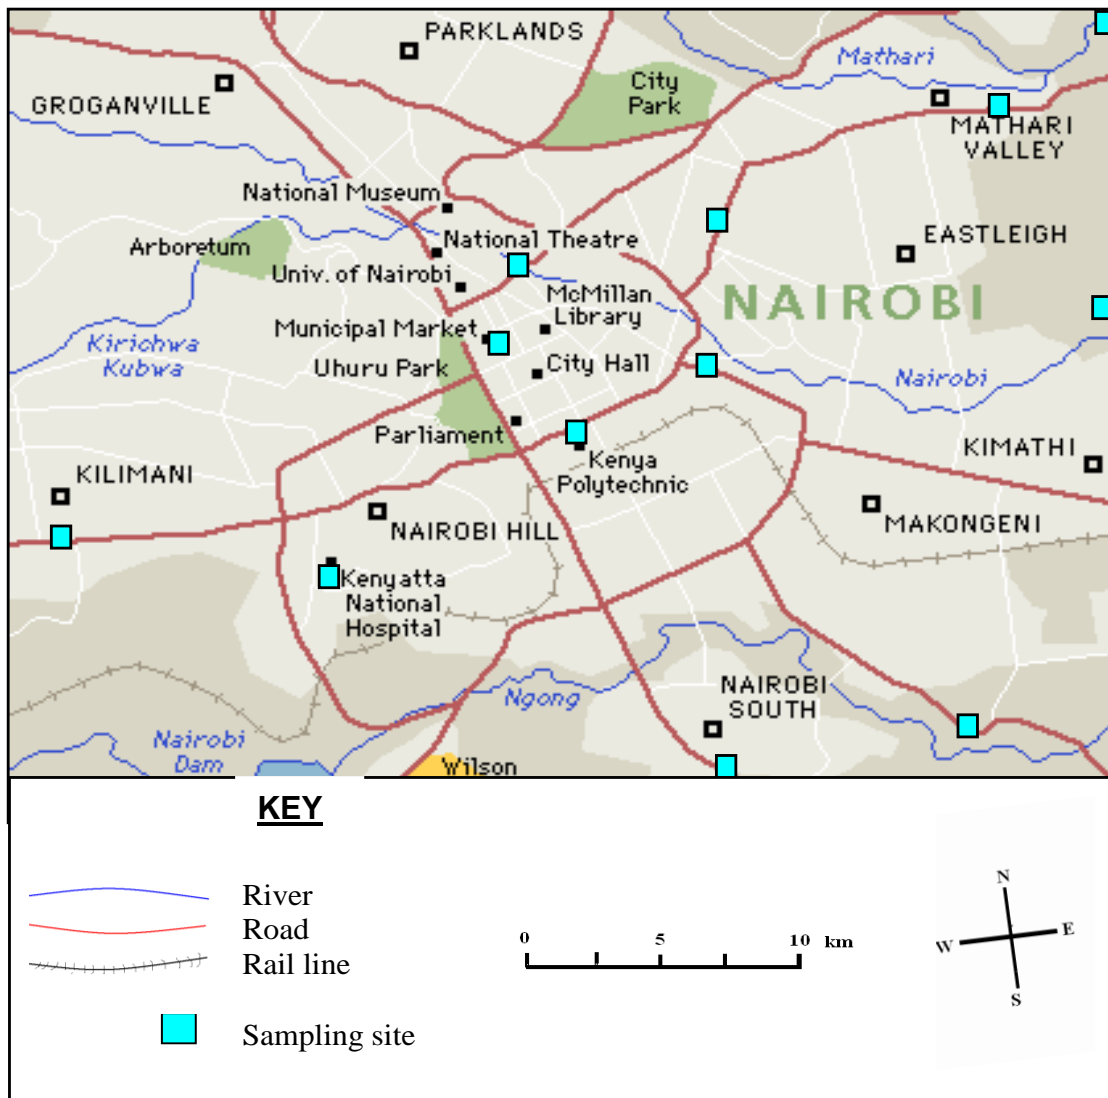 PARKLANDS
Mathari
City
Park
GROGANVILLE
MATHARI
VALLEY
National Museum
EASTLEIGH
National Theatre
Arboretum
Univ. of Nairobi
McMillan
Library
NAIROBI
Municipal Market
Kirichwa
Kubwa
Uhuru Park
City Hall
Nairobi
Parliament
KIMATHI
Kenya
Polytechnic
KILIMANI
MAKONGENI
NAIROBI HILL
Kenyatta
National
Hospital
NAIROBI
SOUTH
Ngong
Nairobi
Dam
Wilson
KEY
River
Road
Rail line
Sampling site
0 5 10 km
N
W E
S